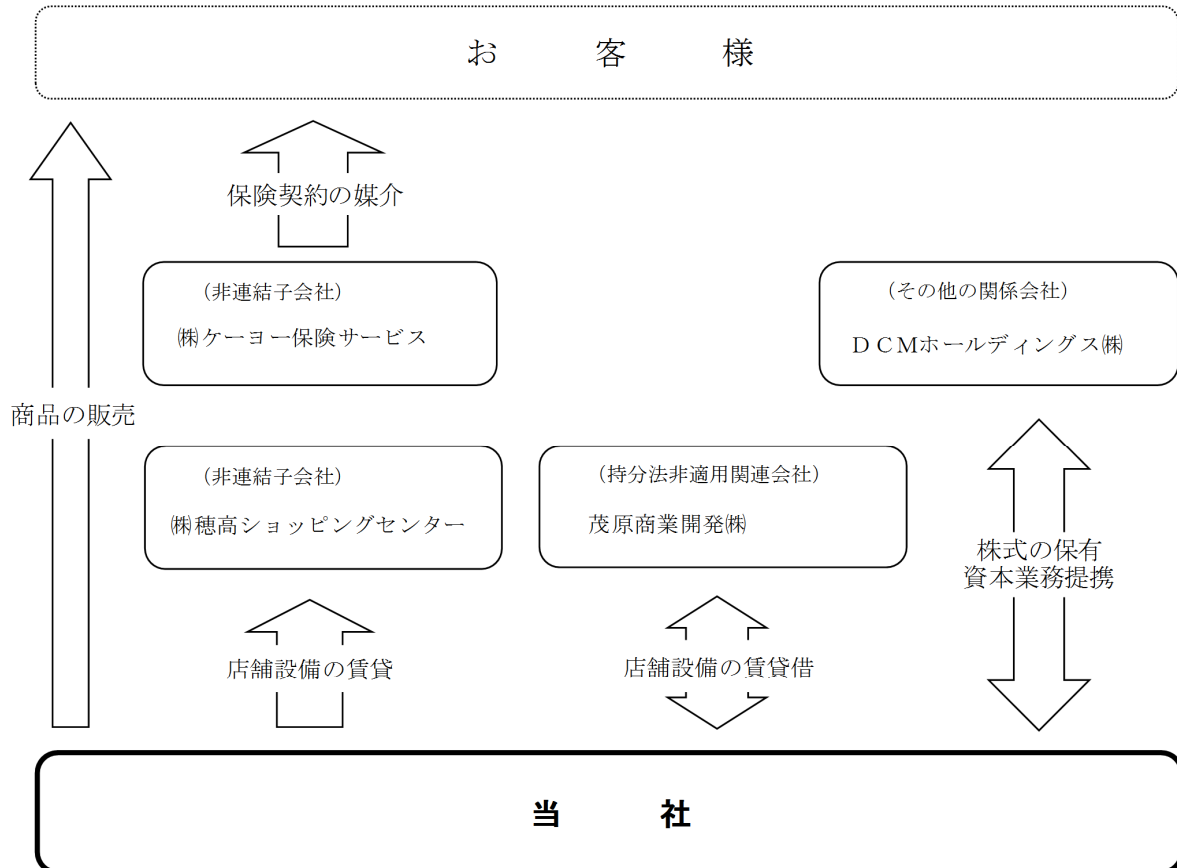 お客様
保険契約の媒介
(非連結子会社)
㈱ケーヨー保険サービス
(その他の関係会社)
ＤＣＭホールディングス㈱
商品の販売
(非連結子会社)
㈱穂高ショッピングセンター
(持分法非適用関連会社)
茂原商業開発㈱
株式の保有
資本業務提携
店舗設備の賃貸
店舗設備の賃貸借
当社